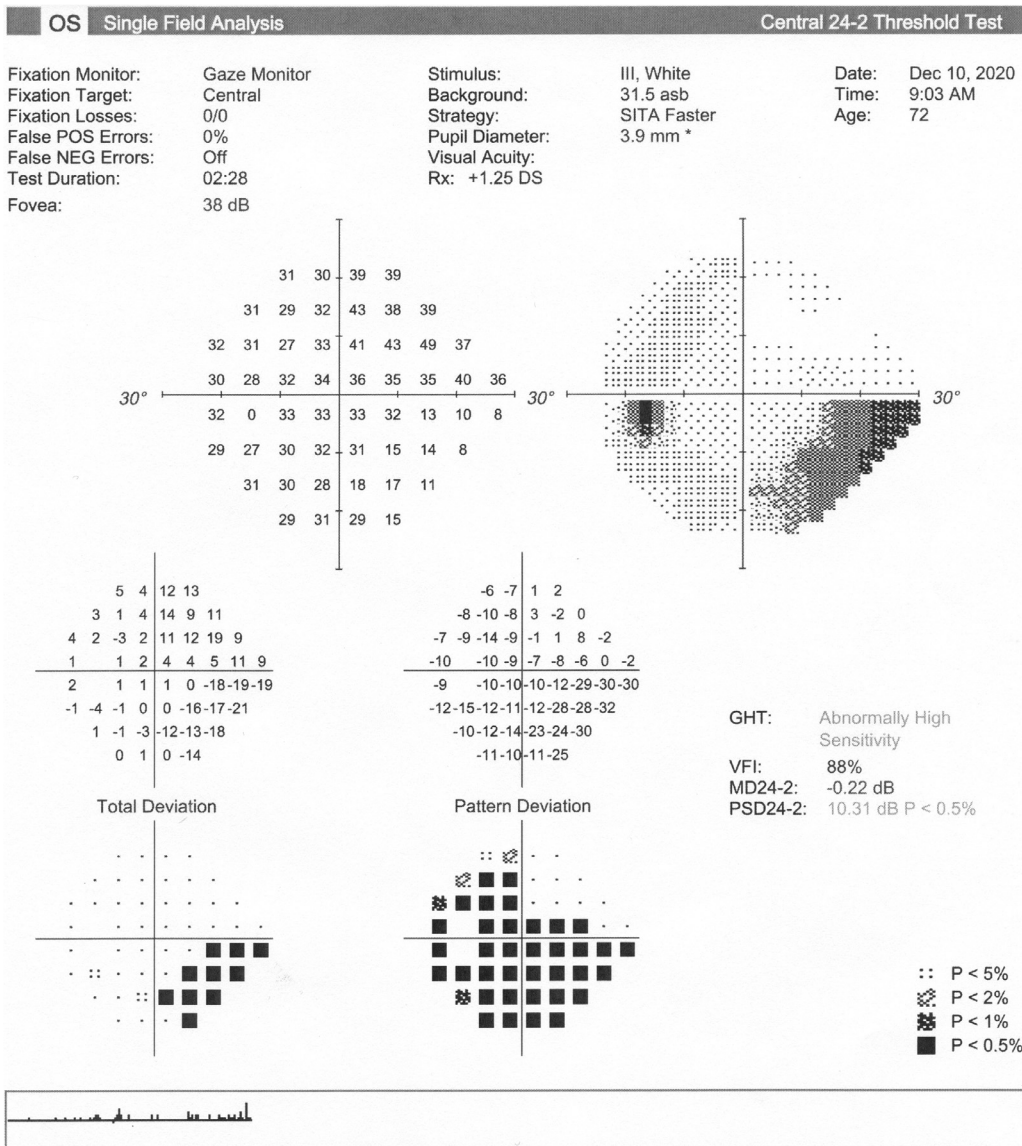 OS Single Field Analysis Central 24-2 Threshold Test
Fixation Monitor: Gaze Monitor Stimulus: III, White Date: Dec 10, 2020
Fixation Target: Central Background: 31.5 asb Time: 9:03 AM
Fixation Losses: 0/0 Strategy: SITA Faster Age: 72
False POS Errors: 0% Pupil Diameter: 3.9 mm *
False NEG Errors: Off Visual Acuity:
Test Duration: 02:28 Rx: +1.25 DS
Fovea: 38 dB
31 30 39 39
31 29 32 43 38 39
32 31 27 33 41 43 49 37
30 28 32 34 36 35 35 40 36
30° 30° 30°
32 0 33 33 33 32 13 10 8
29 27 30 32 31 15 14 8
31 30 28 18 17 11
29 31 29 15
5 4 12 13
3 1 4 14 9 11
4 2 -3 2 11 12 19 9
1 1 2 4 4 5 11 9
2 1 1 1 0 -18 -19 -19
-1 -4 -1 0 0 -16 -17 -21
1 -1 -3 -12 -13 -18
0 1 0 -14
Total Deviation
-6 -7 1 2
-8 -10 -8 3 -2 0
-7 -9 -14 -9 -1 1 8 -2
-10 -10 -9 -7 -8 -6 0 -2
-9 -10 -10 -10 -12 -29 -30 -30
-12 -15 -12 -11 -12 -28 -28 -32
-10 -12 -14 -23 -24 -30
-11 -10 -11 -25
Pattern Deviation
GHT: Abnormally High
Sensitivity
VFI: 88%
MD24-2: -0.22 dB
PSD24-2: 10.31 dB P < 0.5%
P < 5%
P < 2%
P < 1%
P < 0.5%